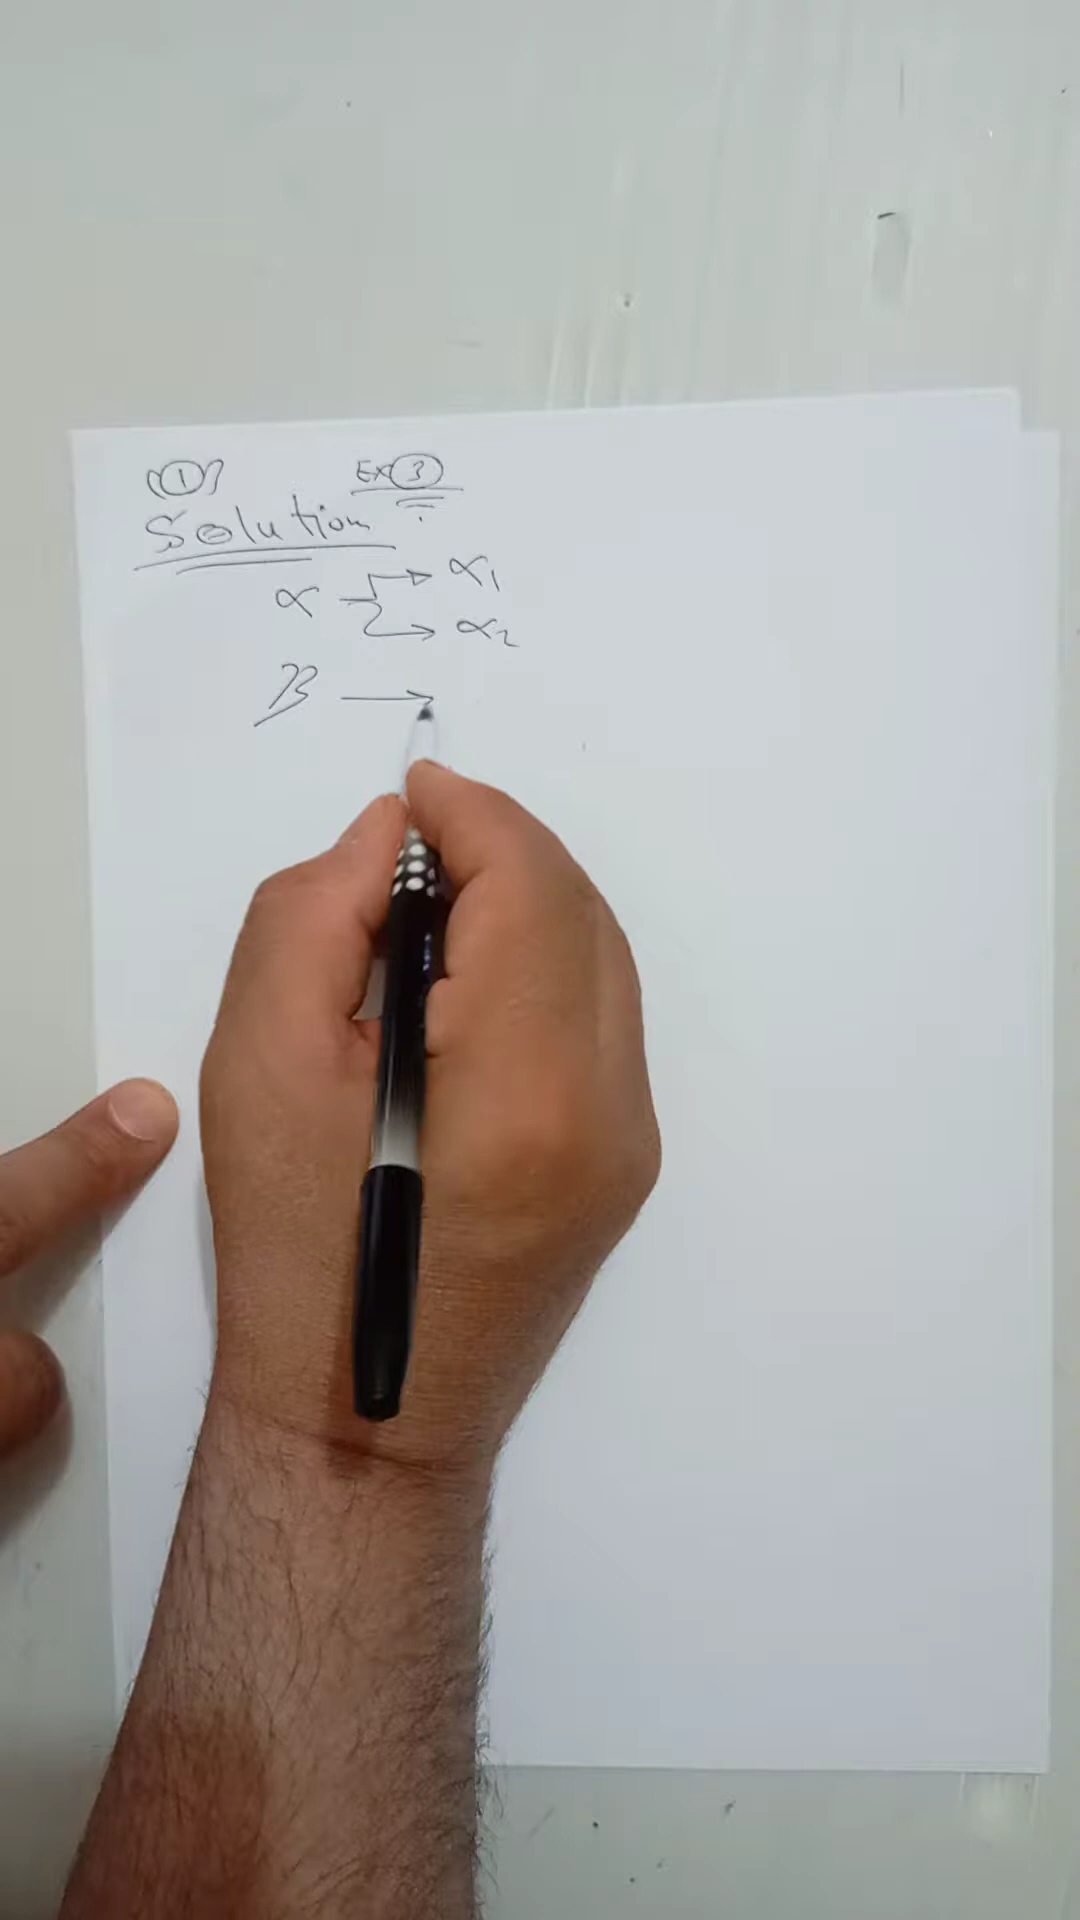 (1) Ex 3
Solution
α → α1
→ α2
β →